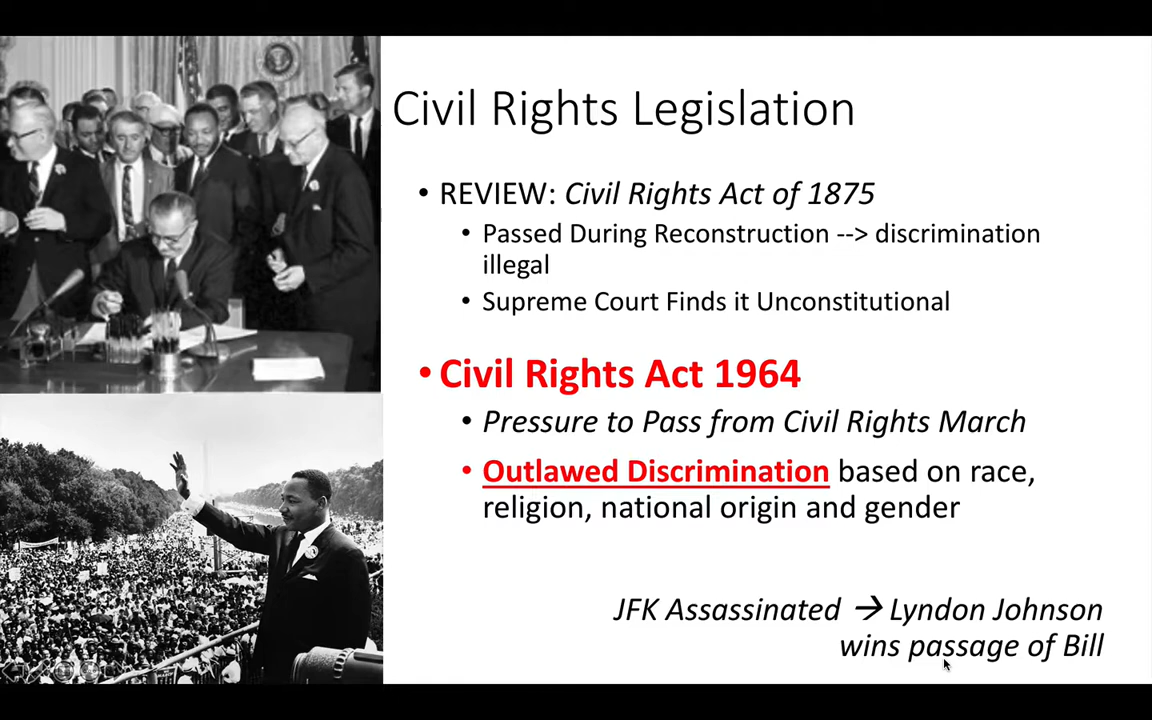 Civil Rights Legislation
• REVIEW: Civil Rights Act of 1875
• Passed During Reconstruction --> discrimination
illegal
• Supreme Court Finds it Unconstitutional
• Civil Rights Act 1964
• Pressure to Pass from Civil Rights March
• Outlawed Discrimination based on race,
religion, national origin and gender
JFK Assassinated → Lyndon Johnson
wins passage of Bill